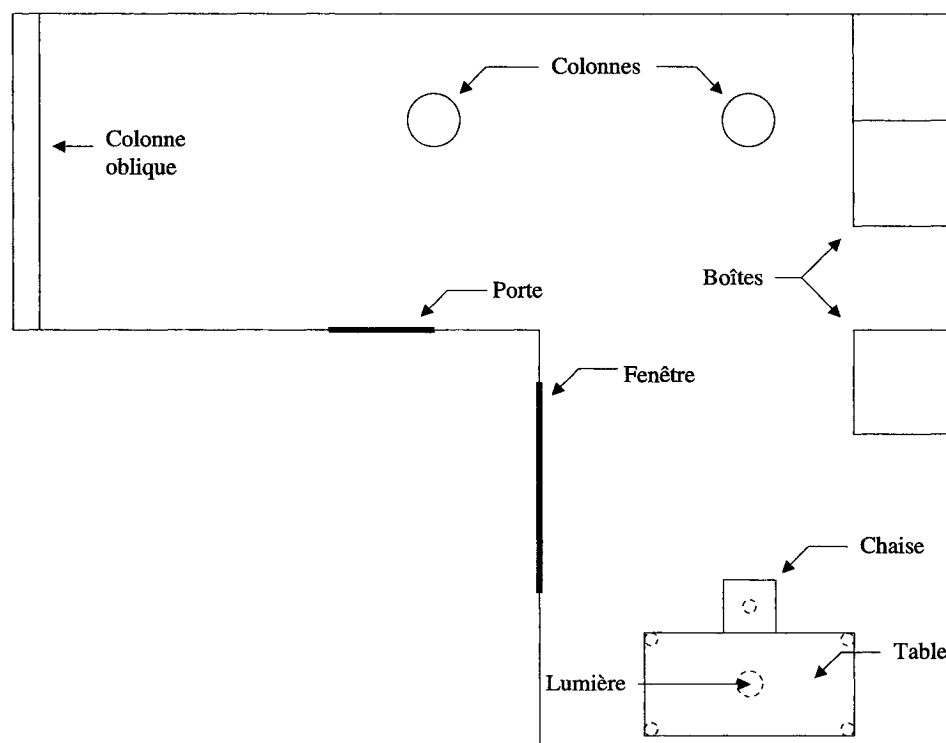 Colonnes
Colonne
oblique
Boîtes
Porte
Fenêtre
Chaise
Table
Lumière